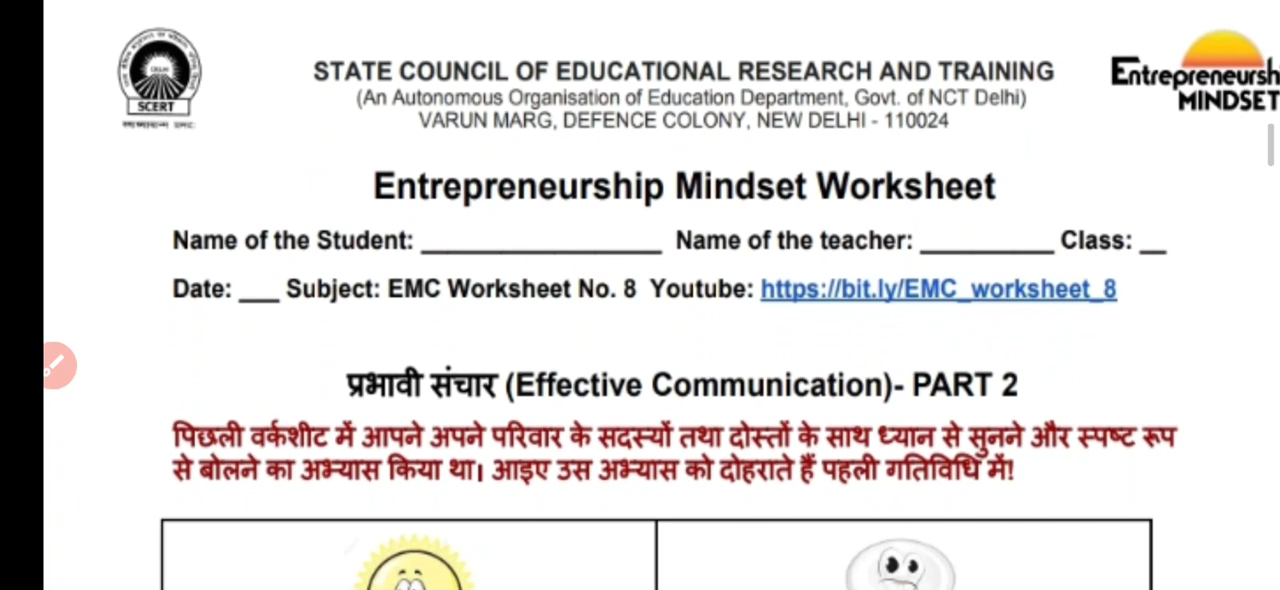 STATE COUNCIL OF EDUCATIONAL RESEARCH AND TRAINING
(An Autonomous Organisation of Education Department, Govt. of NCT Delhi)
VARUN MARG, DEFENCE COLONY, NEW DELHI - 110024
SCERT
Entrepreneursh
MINDSET
Entrepreneurship Mindset Worksheet
Name of the Student: __________________ Name of the teacher: __________ Class: __
Date: ___ Subject: EMC Worksheet No. 8 Youtube: https://bit.ly/EMC_worksheet_8
प्रभावी संचार (Effective Communication)- PART 2
पिछली वर्कशीट में आपने अपने परिवार के सदस्यों तथा दोस्तों के साथ ध्यान से सुनने और स्पष्ट रूप
से बोलने का अभ्यास किया था। आइए उस अभ्यास को दोहराते हैं पहली गतिविधि में!